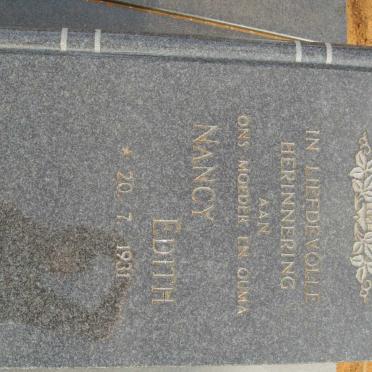 IN LIEFDEVOLLE
HERINNERING
AAN
ONS MOEDER EN OUMA
NANCY EDITH
* 20. 7. 1931